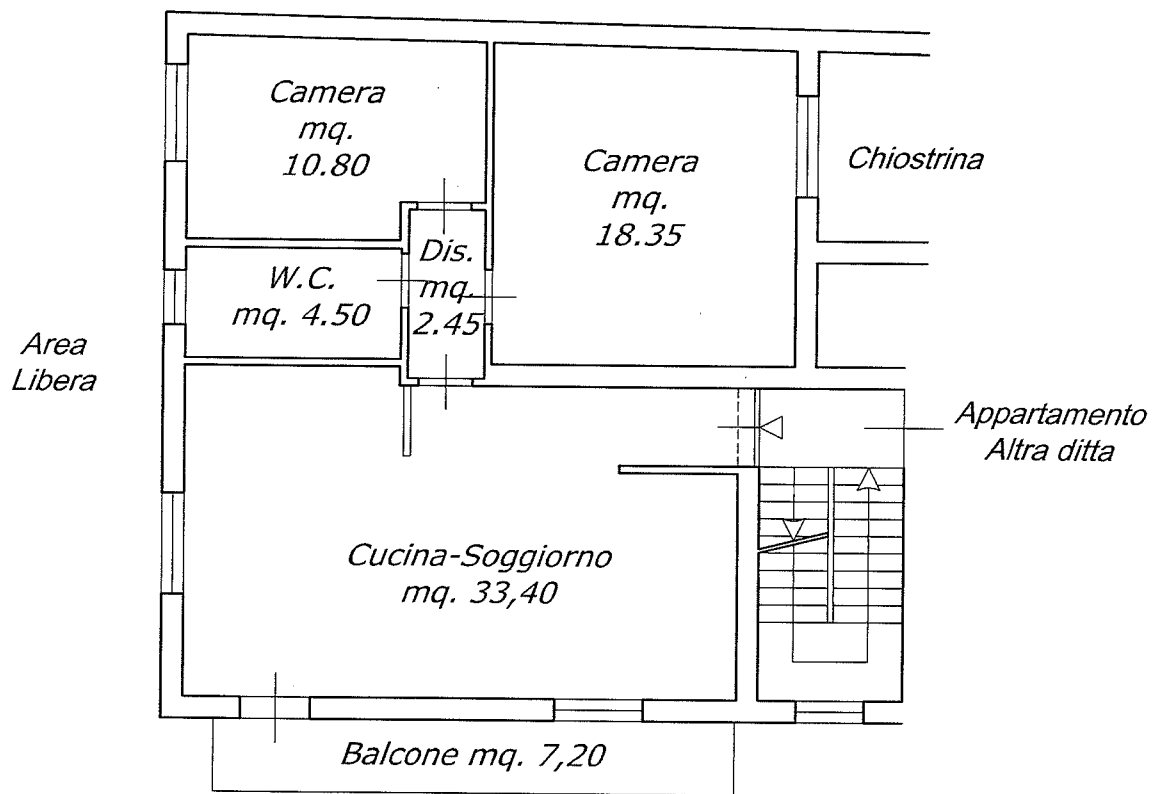 Camera
mq.
10.80
Camera
mq.
18.35
Chiostrina
Dis.
mq.
2.45
W.C.
mq. 4.50
Area
Libera
Appartamento
Altra ditta
Cucina-Soggiorno
mq. 33,40
Balcone mq. 7,20